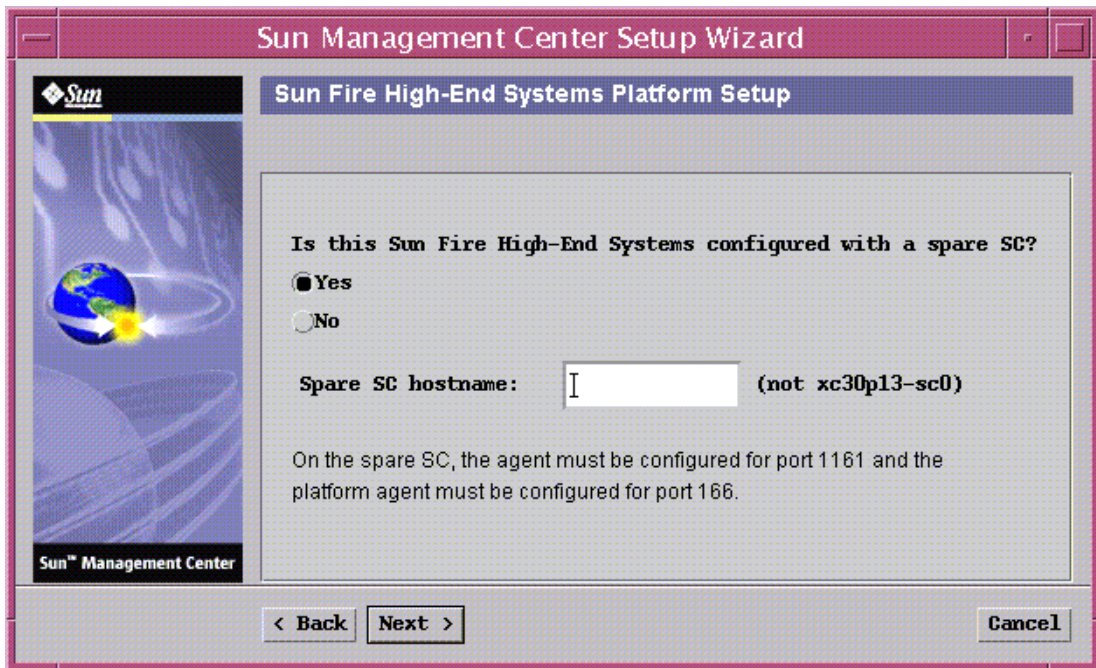 Sun Management Center Setup Wizard
Sun
Sun Fire High-End Systems Platform Setup
Is this Sun Fire High-End Systems configured with a spare SC?
Yes
No
Spare SC hostname: (not xc30p13-sc0)
On the spare SC, the agent must be configured for port 1161 and the
platform agent must be configured for port 166.
Sun™ Management Center
< Back Next > Cancel